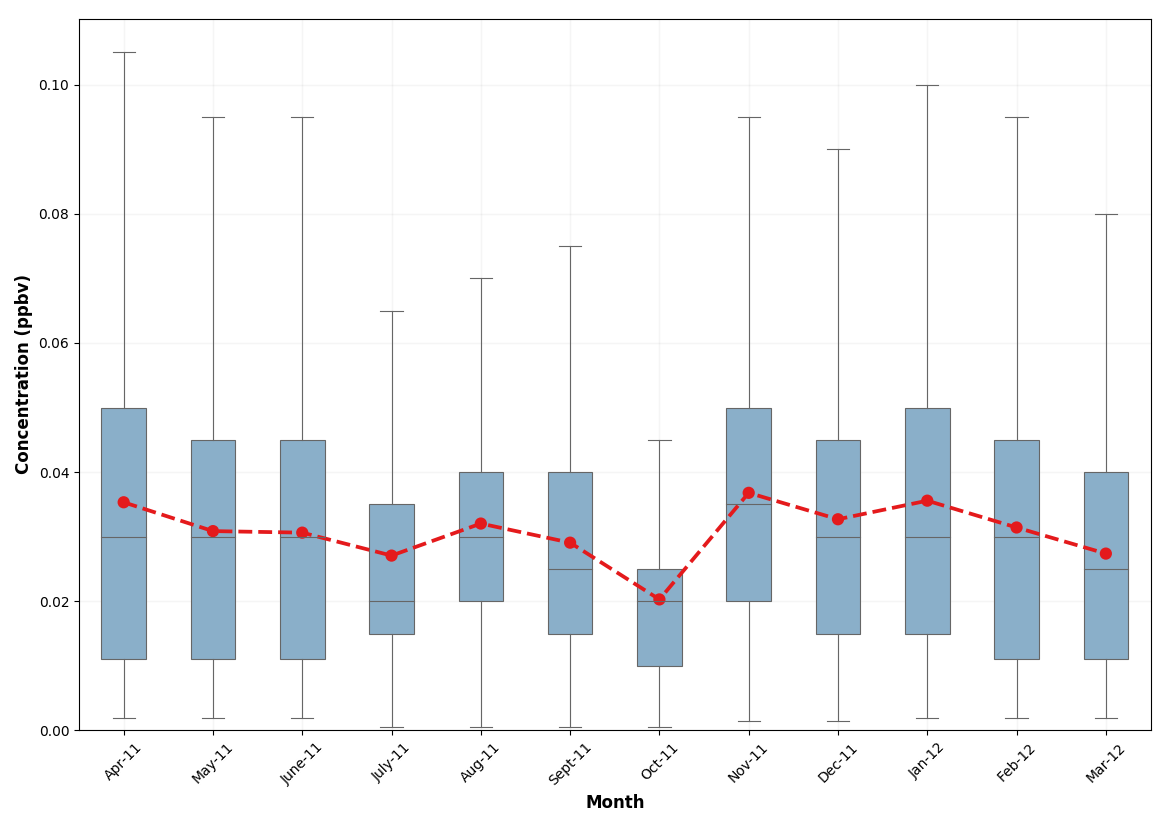 Concentration (ppbv)
0.10
0.08
0.06
0.04
0.02
0.00
Apr-11
May-11
June-11
July-11
Aug-11
Sept-11
Oct-11
Nov-11
Dec-11
Jan-12
Feb-12
Mar-12
Month